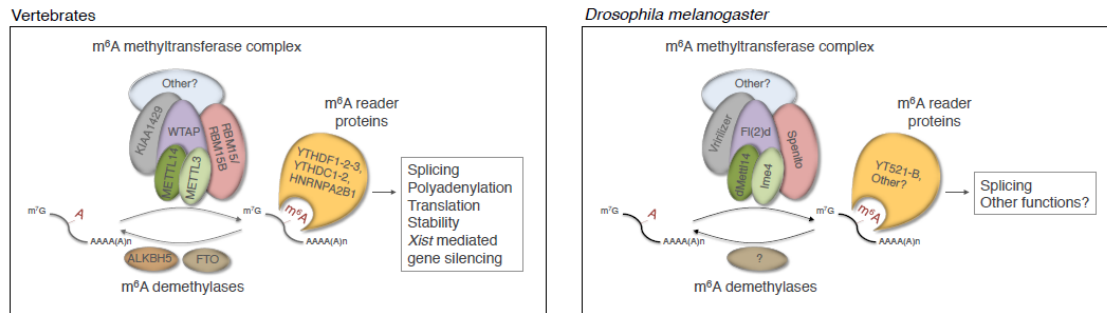 Vertebrates
m⁶A methyltransferase complex
Other?
KIAA1429
WTAP
RBM15/
RBM15B
METTL14
METTL3
m⁶A reader
proteins
YTHDF1-2-3,
YTHDC1-2,
HNRNPA2B1
m⁶A
m⁷G
A
AAAA(A)n
m⁷G
AAAA(A)n
ALKBH5
FTO
m⁶A demethylases
Splicing
Polyadenylation
Translation
Stability
Xist mediated
gene silencing
Drosophila melanogaster
m⁶A methyltransferase complex
Other?
Vririlizer
Fl(2)d
Spenito
dMettl14
Ime4
m⁶A reader
proteins
YT521-B,
Other?
m⁶A
m⁷G
A
AAAA(A)n
m⁷G
AAAA(A)n
?
m⁶A demethylases
Splicing
Other functions?